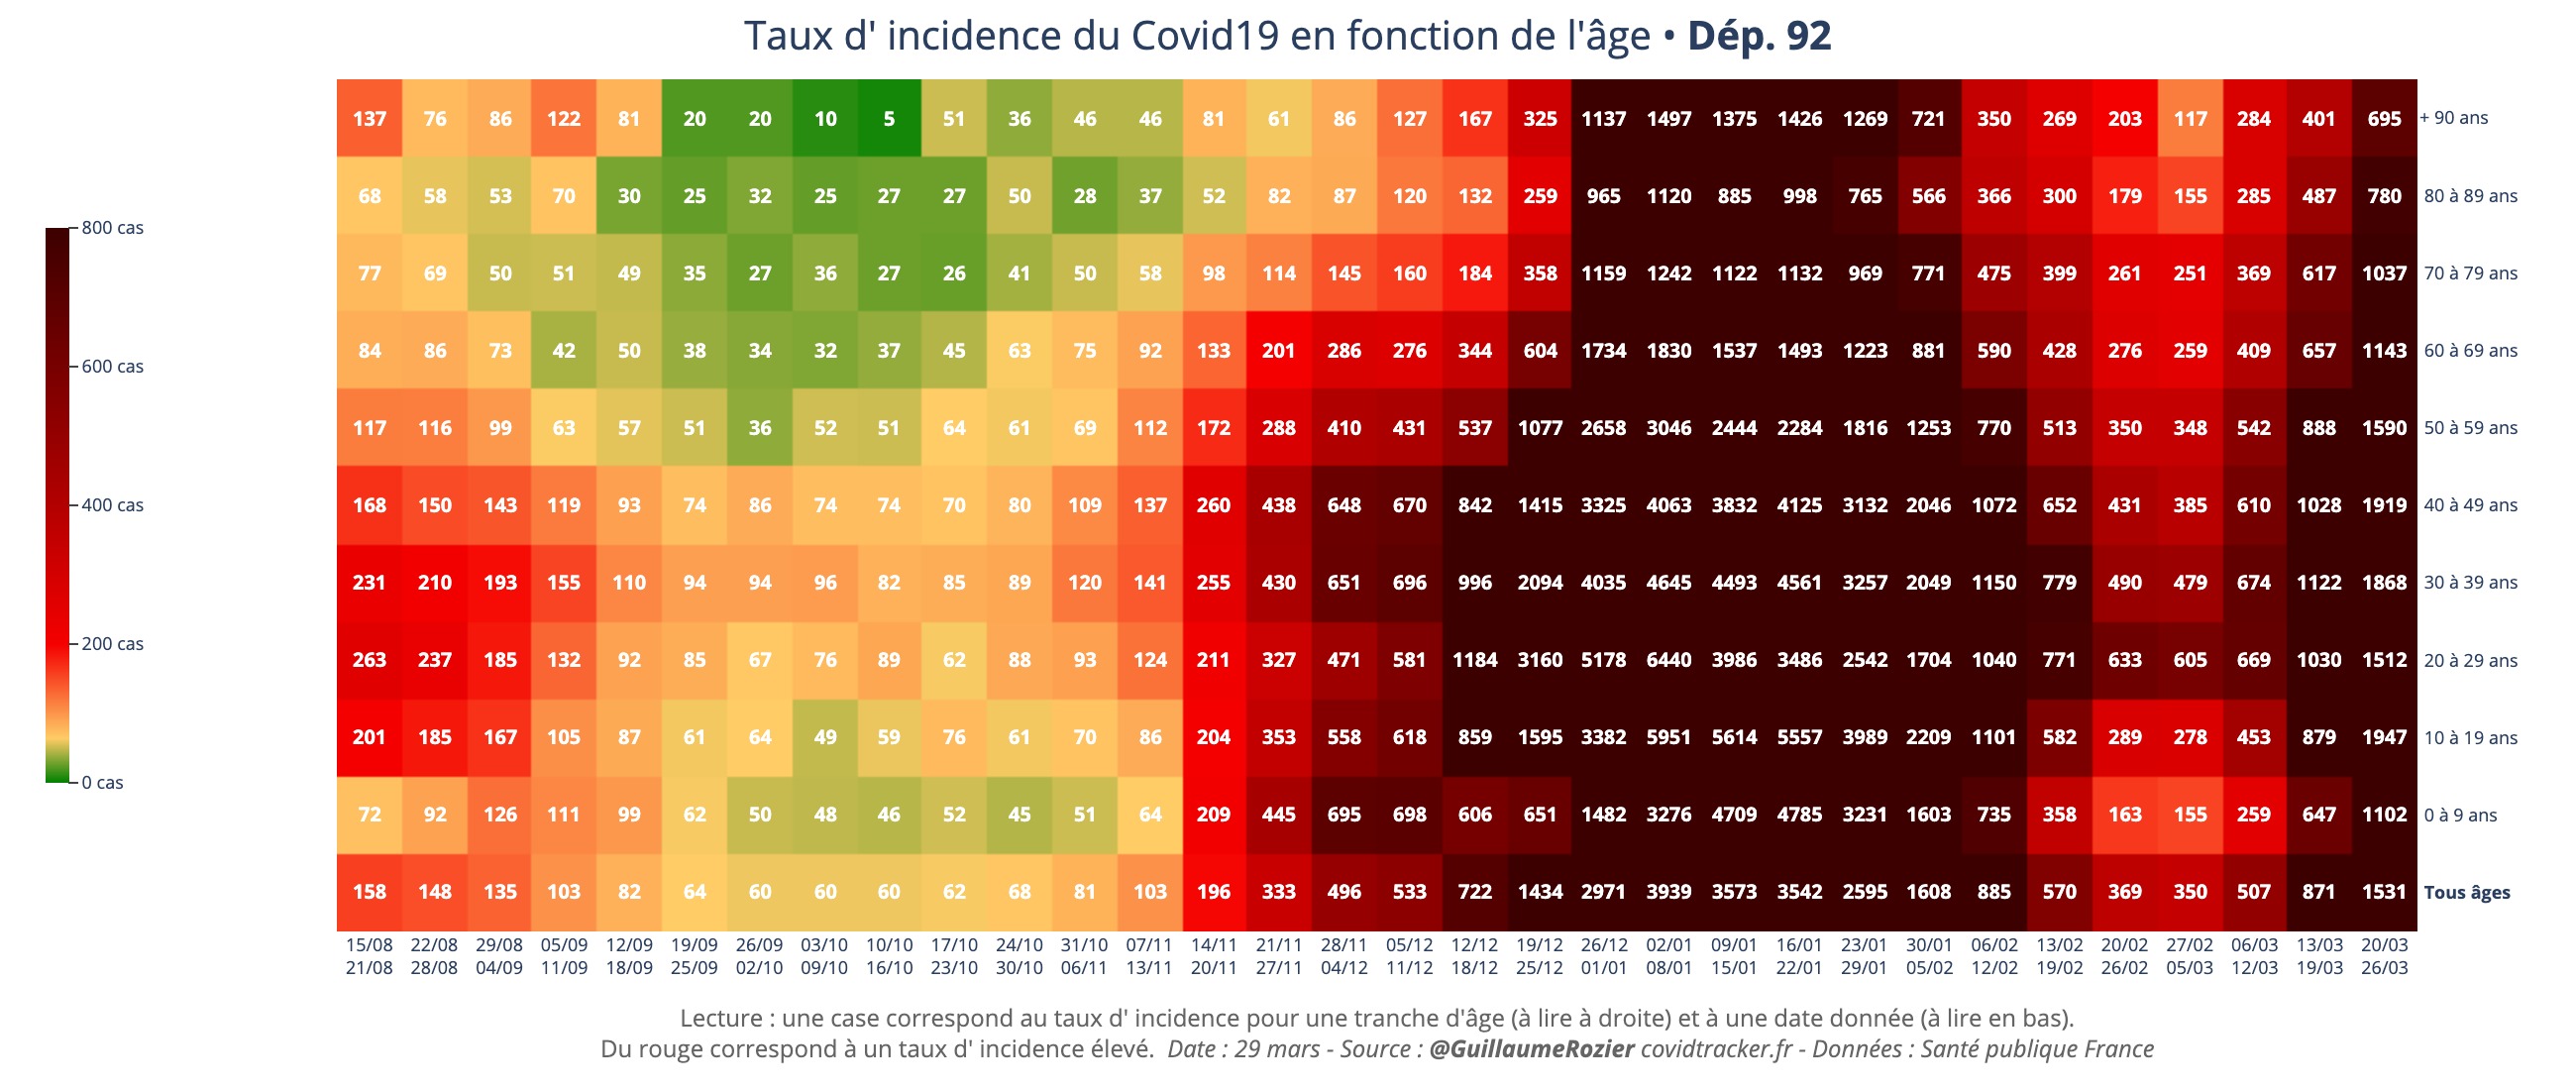 Taux d' incidence du Covid19 en fonction de l'âge • Dép. 92
137 76 86 122 81 20 20 10 5 51 36 46 46 81 61 86 127 167 325 1137 1497 1375 1426 1269 721 350 269 203 117 284 401 695 + 90 ans
68 58 53 70 30 25 32 25 27 27 50 28 37 52 82 87 120 132 259 965 1120 885 998 765 566 366 300 179 155 285 487 780 80 à 89 ans
77 69 50 51 49 35 27 36 27 26 41 50 58 98 114 145 160 184 358 1159 1242 1122 1132 969 771 475 399 261 251 369 617 1037 70 à 79 ans
84 86 73 42 50 38 34 32 37 45 63 75 92 133 201 286 276 344 604 1734 1830 1537 1493 1223 881 590 428 276 259 409 657 1143 60 à 69 ans
117 116 99 63 57 51 36 52 51 64 61 69 112 172 288 410 431 537 1077 2658 3046 2444 2284 1816 1253 770 513 350 348 542 888 1590 50 à 59 ans
168 150 143 119 93 74 86 74 74 70 80 109 137 260 438 648 670 842 1415 3325 4063 3832 4125 3132 2046 1072 652 431 385 610 1028 1919 40 à 49 ans
231 210 193 155 110 94 94 96 82 85 89 120 141 255 430 651 696 996 2094 4035 4645 4493 4561 3257 2049 1150 779 490 479 674 1122 1868 30 à 39 ans
263 237 185 132 92 85 67 76 89 62 88 93 124 211 327 471 581 1184 3160 5178 6440 3986 3486 2542 1704 1040 771 633 605 669 1030 1512 20 à 29 ans
201 185 167 105 87 61 64 49 59 76 61 70 86 204 353 558 618 859 1595 3382 5951 5614 5557 3989 2209 1101 582 289 278 453 879 1947 10 à 19 ans
72 92 126 111 99 62 50 48 46 52 45 51 64 209 445 695 698 606 651 1482 3276 4709 4785 3231 1603 735 358 163 155 259 647 1102 0 à 9 ans
158 148 135 103 82 64 60 60 60 62 68 81 103 196 333 496 533 722 1434 2971 3939 3573 3542 2595 1608 885 570 369 350 507 871 1531 Tous âges
15/08 22/08 29/08 05/09 12/09 19/09 26/09 03/10 10/10 17/10 24/10 31/10 07/11 14/11 21/11 28/11 05/12 12/12 19/12 26/12 02/01 09/01 16/01 23/01 30/01 06/02 13/02 20/02 27/02 06/03 13/03 20/03
21/08 28/08 04/09 11/09 18/09 25/09 02/10 09/10 16/10 23/10 30/10 06/11 13/11 20/11 27/11 04/12 11/12 18/12 25/12 01/01 08/01 15/01 22/01 29/01 05/02 12/02 19/02 26/02 05/03 12/03 19/03 26/03
800 cas
600 cas
400 cas
200 cas
0 cas
Lecture : une case correspond au taux d' incidence pour une tranche d'âge (à lire à droite) et à une date donnée (à lire en bas).
Du rouge correspond à un taux d' incidence élevé. Date : 29 mars - Source : @GuillaumeRozier covidtracker.fr - Données : Santé publique France